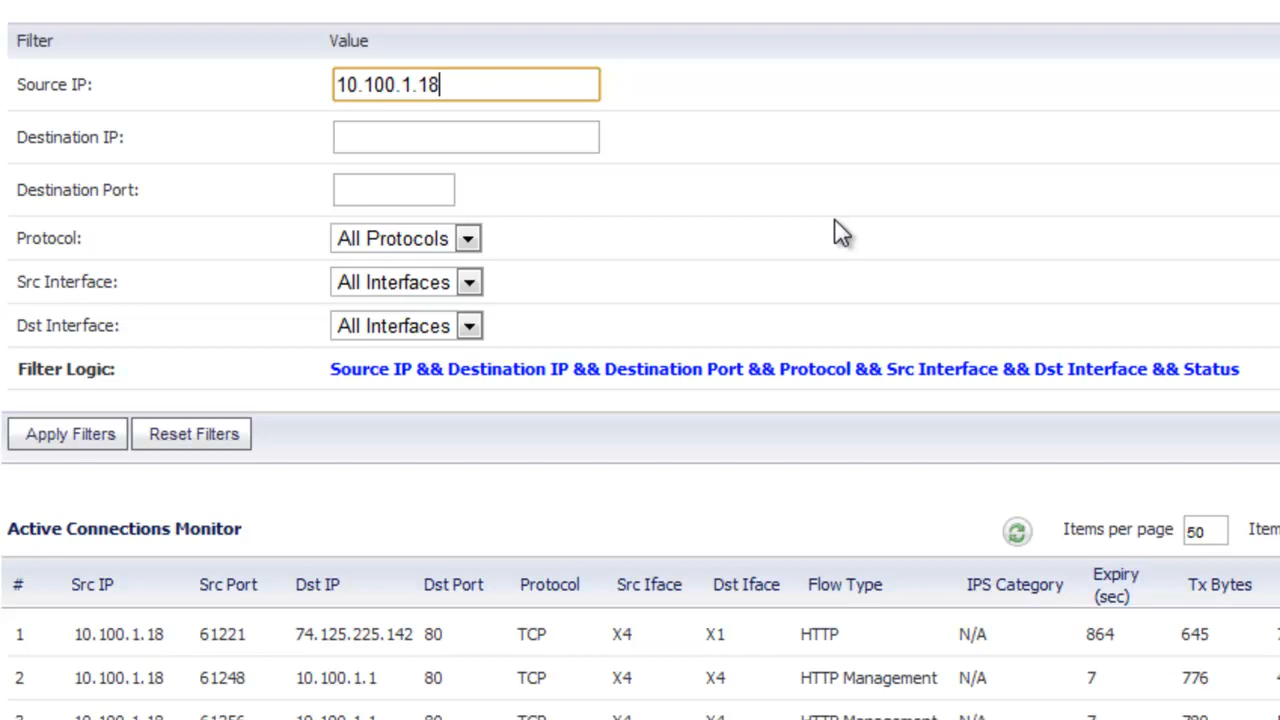 Filter Value
Source IP: 10.100.1.18
Destination IP:
Destination Port:
Protocol: All Protocols
Src Interface: All Interfaces
Dst Interface: All Interfaces
Filter Logic: Source IP && Destination IP && Destination Port && Protocol && Src Interface && Dst Interface && Status
Apply Filters Reset Filters
Active Connections Monitor Items per page 50
# Src IP Src Port Dst IP Dst Port Protocol Src Iface Dst Iface Flow Type IPS Category Expiry (sec) Tx Bytes
1 10.100.1.18 61221 74.125.225.142 80 TCP X4 X1 HTTP N/A 864 645
2 10.100.1.18 61248 10.100.1.1 80 TCP X4 X4 HTTP Management N/A 7 776